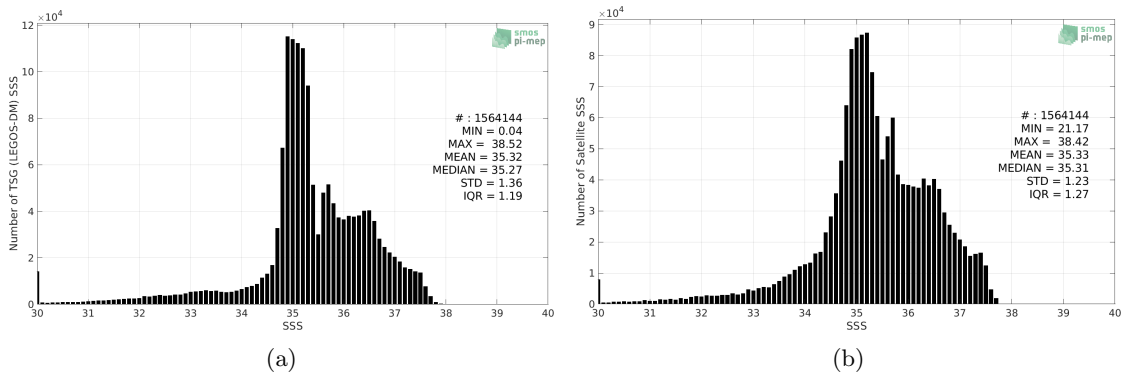 ×10⁴
smos
pi-mep
# : 1564144
MIN = 0.04
MAX = 38.52
MEAN = 35.32
MEDIAN = 35.27
STD = 1.36
IQR = 1.19
Number of TSG (LEGOS-DM) SSS
12
10
8
6
4
2
0
30 31 32 33 34 35 36 37 38 39 40
SSS
(a)
×10⁴
smos
pi-mep
# : 1564144
MIN = 21.17
MAX = 38.42
MEAN = 35.33
MEDIAN = 35.31
STD = 1.23
IQR = 1.27
Number of Satellite SSS
9
8
7
6
5
4
3
2
1
0
30 31 32 33 34 35 36 37 38 39 40
SSS
(b)